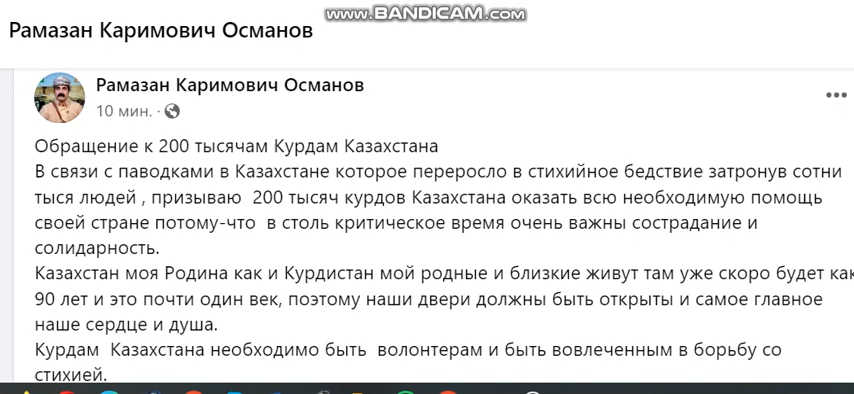 www.BANDICAM.com
Рамазан Каримович Османов
Рамазан Каримович Османов
10 мин. ·
Обращение к 200 тысячам Курдам Казахстана
В связи с паводками в Казахстане которое переросло в стихийное бедствие затронув сотни
тыся людей , призываю 200 тысяч курдов Казахстана оказать всю необходимую помощь
своей стране потому-что в столь критическое время очень важны сострадание и
солидарность.
Казахстан моя Родина как и Курдистан мой родные и близкие живут там уже скоро будет как
90 лет и это почти один век, поэтому наши двери должны быть открыты и самое главное
наше сердце и душа.
Курдам Казахстана необходимо быть волонтерам и быть вовлеченным в борьбу со
стихией.